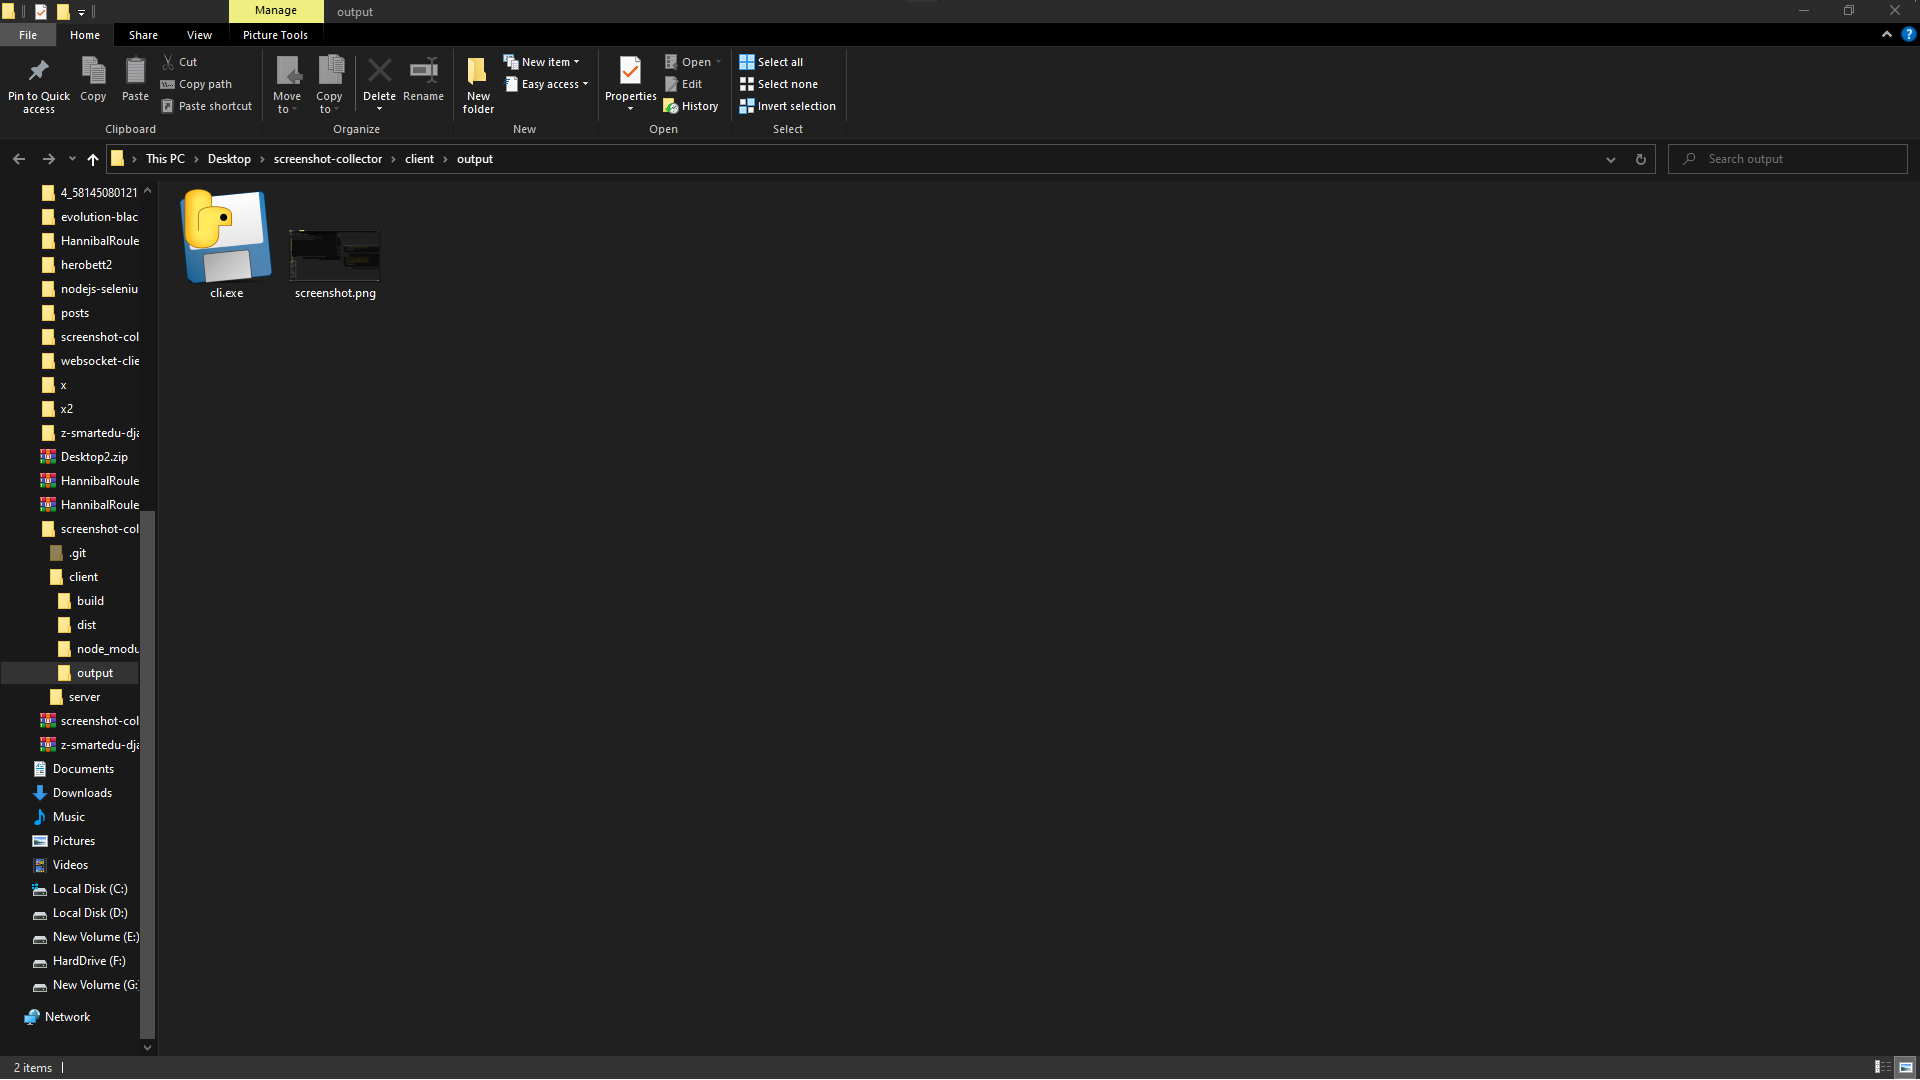 Manage
output
File
Home
Share
View
Picture Tools
Pin to Quick access
Copy
Paste
Cut
Copy path
Paste shortcut
Clipboard
Move to
Copy to
Delete
Rename
Organize
New folder
New item
Easy access
New
Properties
Open
Edit
History
Open
Select all
Select none
Invert selection
Select
This PC > Desktop > screenshot-collector > client > output
Search output
4_58145080121
evolution-blac
HannibalRoule
herobett2
nodejs-seleniu
posts
screenshot-col
websocket-clie
x
x2
z-smartedu-dja
Desktop2.zip
HannibalRoule
HannibalRoule
screenshot-col
.git
client
build
dist
node_modu
output
server
screenshot-col
z-smartedu-dja
Documents
Downloads
Music
Pictures
Videos
Local Disk (C:)
Local Disk (D:)
New Volume (E:)
HardDrive (F:)
New Volume (G:
Network
cli.exe
screenshot.png
2 items